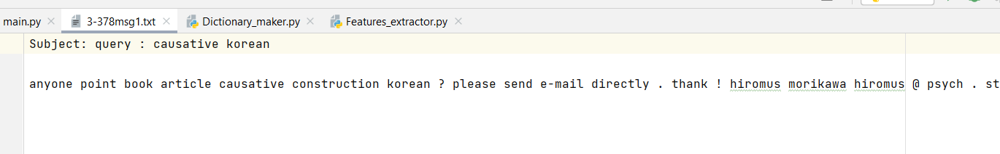 main.py 3-378msg1.txt Dictionary_maker.py Features_extractor.py
Subject: query : causative korean
anyone point book article causative construction korean ? please send e-mail directly . thank ! hiromus morikawa hiromus @ psych . st